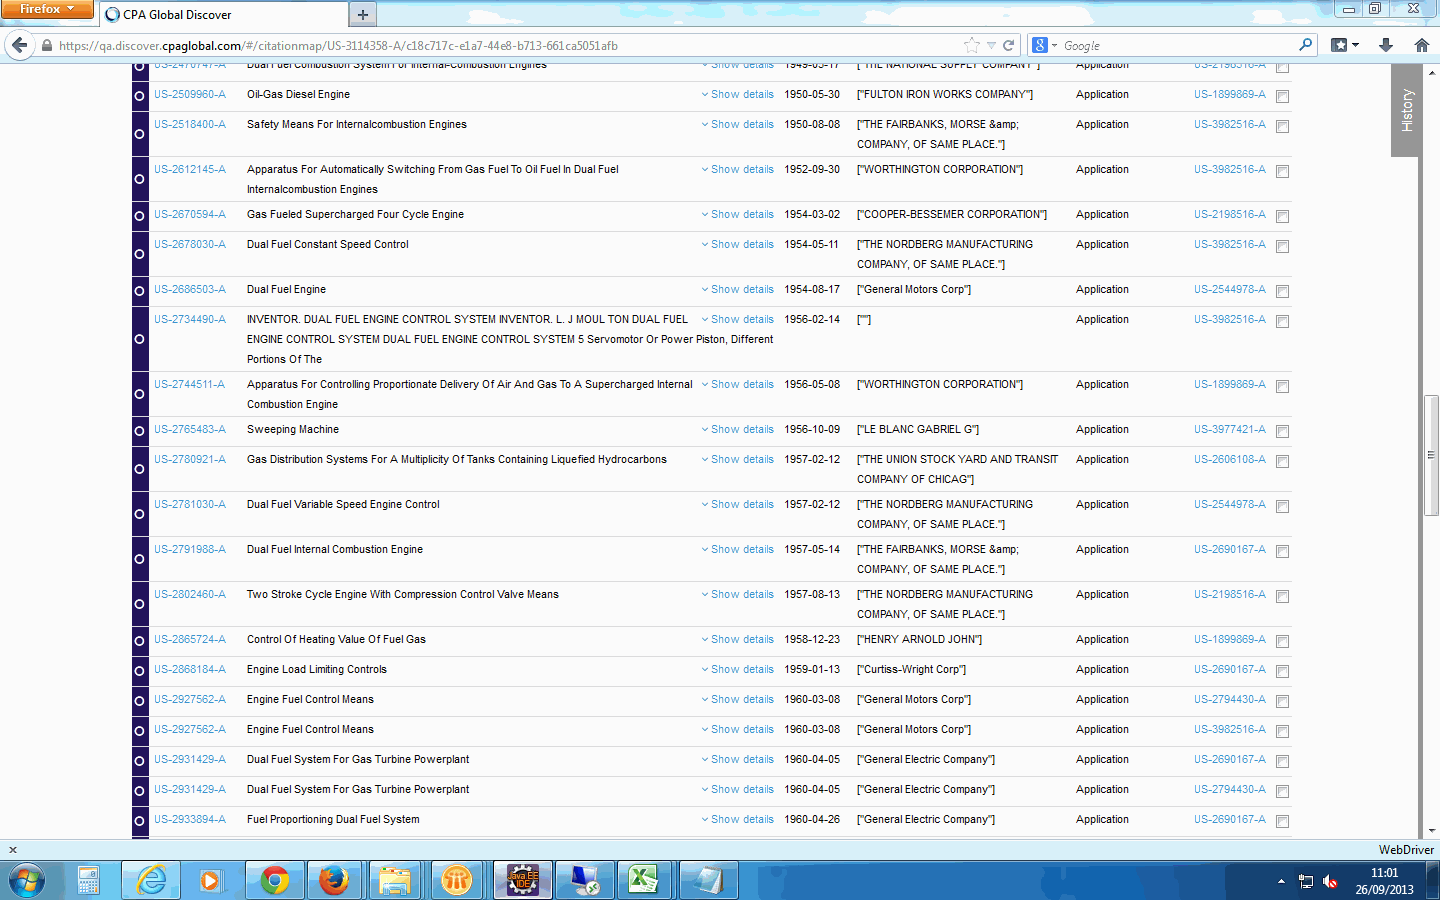 Firefox
CPA Global Discover
https://qa.discover.cpaglobal.com/#/citationmap/US-3114358-A/c18c717c-e1a7-44e8-b713-661ca5051afb
Google
History
US-2470747-A Dual Fuel Combustion System For Internal-Combustion Engines Show details 1949-05-17 ["THE NATIONAL SUPPLY COMPANY"] Application US-2198516-A
US-2509960-A Oil-Gas Diesel Engine Show details 1950-05-30 ["FULTON IRON WORKS COMPANY"] Application US-1899869-A
US-2518400-A Safety Means For Internalcombustion Engines Show details 1950-08-08 ["THE FAIRBANKS, MORSE &amp; Application US-3982516-A
COMPANY, OF SAME PLACE."]
US-2612145-A Apparatus For Automatically Switching From Gas Fuel To Oil Fuel In Dual Fuel Show details 1952-09-30 ["WORTHINGTON CORPORATION"] Application US-3982516-A
Internalcombustion Engines
US-2670594-A Gas Fueled Supercharged Four Cycle Engine Show details 1954-03-02 ["COOPER-BESSEMER CORPORATION"] Application US-2198516-A
US-2678030-A Dual Fuel Constant Speed Control Show details 1954-05-11 ["THE NORDBERG MANUFACTURING Application US-3982516-A
COMPANY, OF SAME PLACE."]
US-2686503-A Dual Fuel Engine Show details 1954-08-17 ["General Motors Corp"] Application US-2544978-A
US-2734490-A INVENTOR. DUAL FUEL ENGINE CONTROL SYSTEM INVENTOR. L. J MOUL TON DUAL FUEL Show details 1956-02-14 [""] Application US-3982516-A
ENGINE CONTROL SYSTEM DUAL FUEL ENGINE CONTROL SYSTEM 5 Servomotor Or Power Piston, Different
Portions Of The
US-2744511-A Apparatus For Controlling Proportionate Delivery Of Air And Gas To A Supercharged Internal Show details 1956-05-08 ["WORTHINGTON CORPORATION"] Application US-1899869-A
Combustion Engine
US-2765483-A Sweeping Machine Show details 1956-10-09 ["LE BLANC GABRIEL G"] Application US-3977421-A
US-2780921-A Gas Distribution Systems For A Multiplicity Of Tanks Containing Liquefied Hydrocarbons Show details 1957-02-12 ["THE UNION STOCK YARD AND TRANSIT Application US-2606108-A
COMPANY OF CHICAG"]
US-2781030-A Dual Fuel Variable Speed Engine Control Show details 1957-02-12 ["THE NORDBERG MANUFACTURING Application US-2544978-A
COMPANY, OF SAME PLACE."]
US-2791988-A Dual Fuel Internal Combustion Engine Show details 1957-05-14 ["THE FAIRBANKS, MORSE &amp; Application US-2690167-A
COMPANY, OF SAME PLACE."]
US-2802460-A Two Stroke Cycle Engine With Compression Control Valve Means Show details 1957-08-13 ["THE NORDBERG MANUFACTURING Application US-2198516-A
COMPANY, OF SAME PLACE."]
US-2865724-A Control Of Heating Value Of Fuel Gas Show details 1958-12-23 ["HENRY ARNOLD JOHN"] Application US-1899869-A
US-2868184-A Engine Load Limiting Controls Show details 1959-01-13 ["Curtiss-Wright Corp"] Application US-2690167-A
US-2927562-A Engine Fuel Control Means Show details 1960-03-08 ["General Motors Corp"] Application US-2794430-A
US-2927562-A Engine Fuel Control Means Show details 1960-03-08 ["General Motors Corp"] Application US-3982516-A
US-2931429-A Dual Fuel System For Gas Turbine Powerplant Show details 1960-04-05 ["General Electric Company"] Application US-2690167-A
US-2931429-A Dual Fuel System For Gas Turbine Powerplant Show details 1960-04-05 ["General Electric Company"] Application US-2794430-A
US-2933894-A Fuel Proportioning Dual Fuel System Show details 1960-04-26 ["General Electric Company"] Application US-2690167-A
WebDriver
Java EE
IDE
11:01
26/09/2013